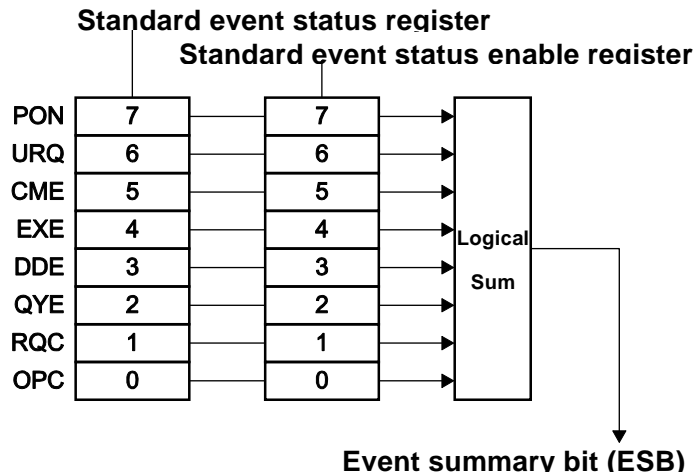 Standard event status register
Standard event status enable register
PON 7 7
URQ 6 6
CME 5 5
EXE 4 4
DDE 3 3
QYE 2 2
RQC 1 1
OPC 0 0
Logical
Sum
Event summary bit (ESB)